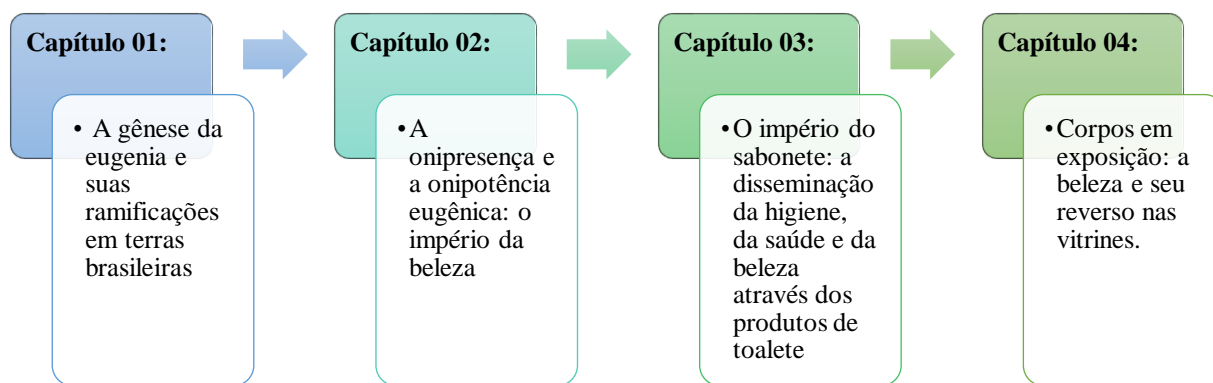 Capítulo 01:
• A gênese da
eugenia e
suas
ramificações
em terras
brasileiras
Capítulo 02:
•A
onipresença e
a onipotência
eugênica: o
império da
beleza
Capítulo 03:
•O império do
sabonete: a
disseminação
da higiene,
da saúde e da
beleza
através dos
produtos de
toalete
Capítulo 04:
•Corpos em
exposição: a
beleza e seu
reverso nas
vitrines.